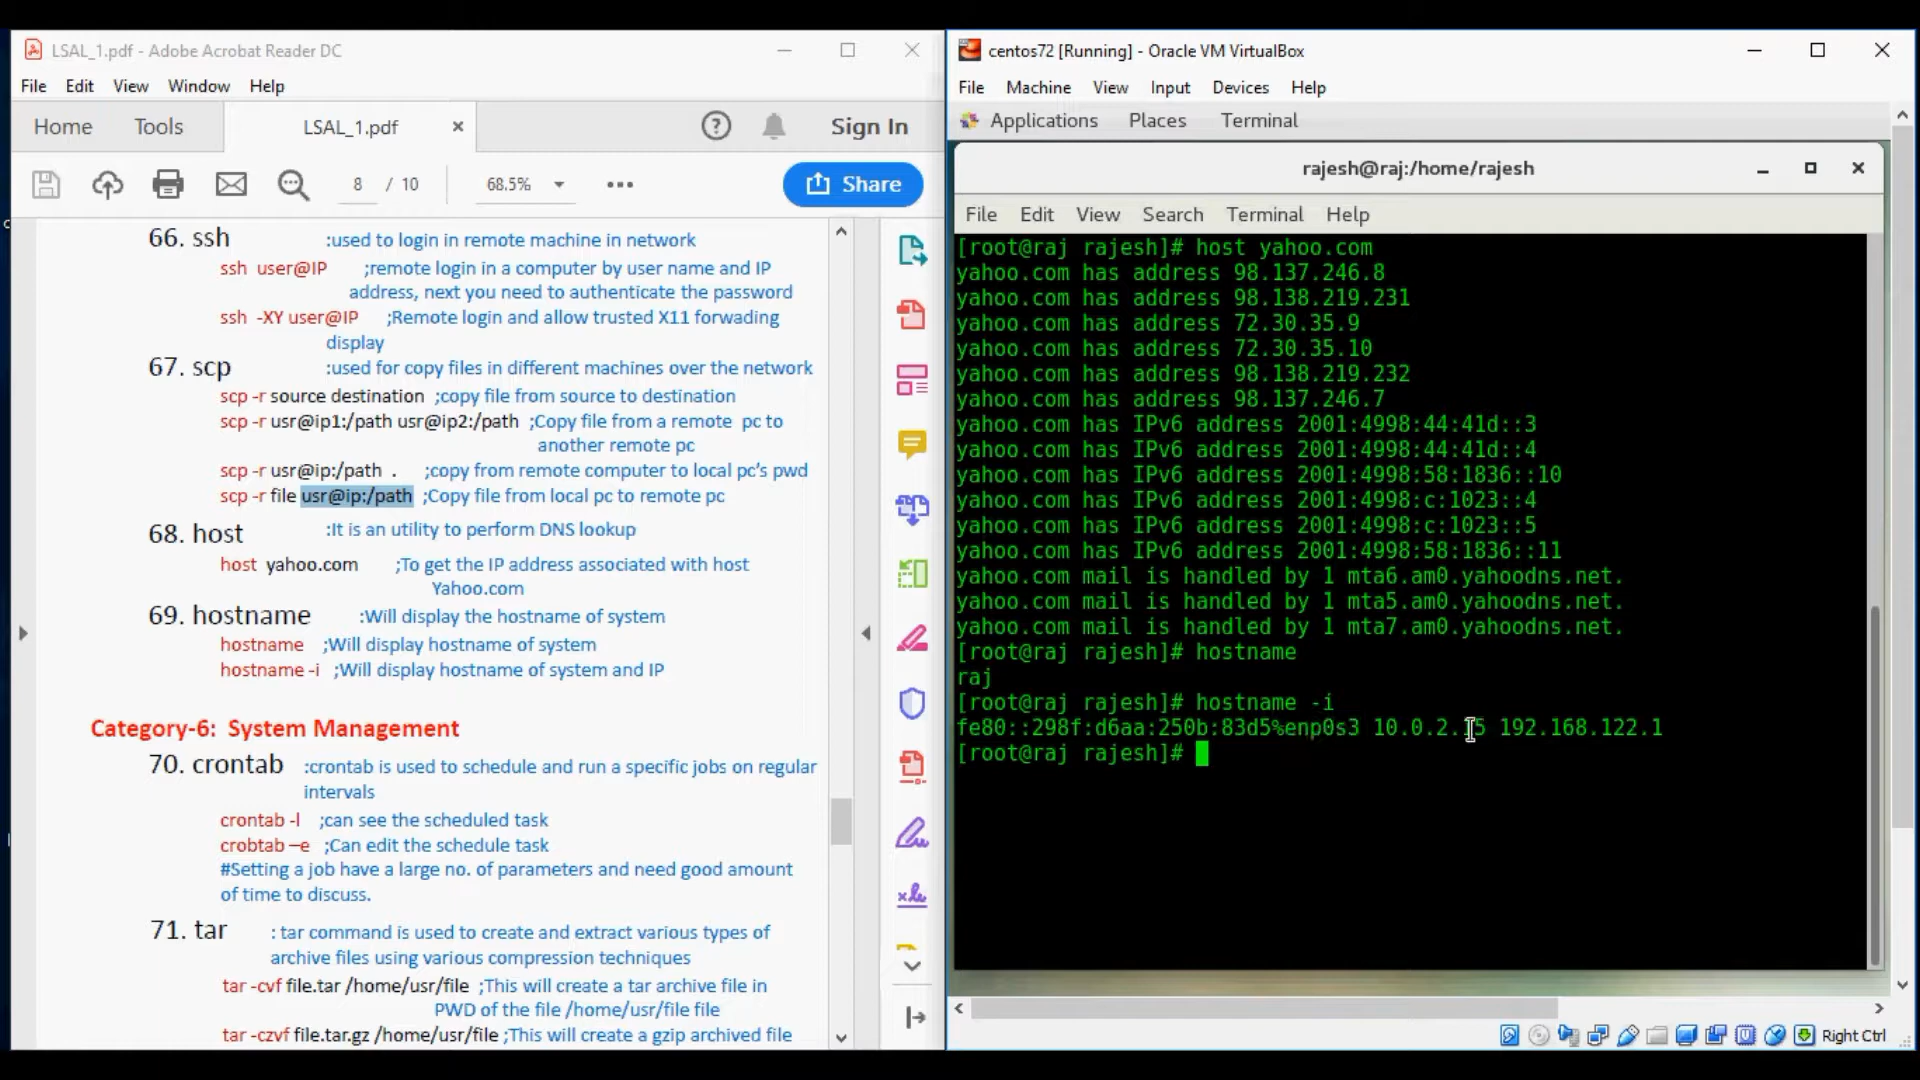 LSAL_1.pdf - Adobe Acrobat Reader DC
File Edit View Window Help
Home Tools LSAL_1.pdf Sign In
8 / 10 68.5% Share
66. ssh :used to login in remote machine in network
ssh user@IP ;remote login in a computer by user name and IP
address, next you need to authenticate the password
ssh -XY user@IP ;Remote login and allow trusted X11 forwading
display
67. scp :used for copy files in different machines over the network
scp -r source destination ;copy file from source to destination
scp -r usr@ip1:/path usr@ip2:/path ;Copy file from a remote pc to
another remote pc
scp -r usr@ip:/path . ;copy from remote computer to local pc's pwd
scp -r file usr@ip:/path ;Copy file from local pc to remote pc
68. host :It is an utility to perform DNS lookup
host yahoo.com ;To get the IP address associated with host
Yahoo.com
69. hostname :Will display the hostname of system
hostname ;Will display hostname of system
hostname -i ;Will display hostname of system and IP
Category-6: System Management
70. crontab :crontab is used to schedule and run a specific jobs on regular
intervals
crontab -l ;can see the scheduled task
crobtab –e ;Can edit the schedule task
#Setting a job have a large no. of parameters and need good amount
of time to discuss.
71. tar : tar command is used to create and extract various types of
archive files using various compression techniques
tar -cvf file.tar /home/usr/file ;This will create a tar archive file in
PWD of the file /home/usr/file file
tar -czvf file.tar.gz /home/usr/file ;This will create a gzip archived file
centos72 [Running] - Oracle VM VirtualBox
File Machine View Input Devices Help
Applications Places Terminal
rajesh@raj:/home/rajesh
File Edit View Search Terminal Help
[root@raj rajesh]# host yahoo.com
yahoo.com has address 98.137.246.8
yahoo.com has address 98.138.219.231
yahoo.com has address 72.30.35.9
yahoo.com has address 72.30.35.10
yahoo.com has address 98.138.219.232
yahoo.com has address 98.137.246.7
yahoo.com has IPv6 address 2001:4998:44:41d::3
yahoo.com has IPv6 address 2001:4998:44:41d::4
yahoo.com has IPv6 address 2001:4998:58:1836::10
yahoo.com has IPv6 address 2001:4998:c:1023::4
yahoo.com has IPv6 address 2001:4998:c:1023::5
yahoo.com has IPv6 address 2001:4998:58:1836::11
yahoo.com mail is handled by 1 mta6.am0.yahoodns.net.
yahoo.com mail is handled by 1 mta5.am0.yahoodns.net.
yahoo.com mail is handled by 1 mta7.am0.yahoodns.net.
[root@raj rajesh]# hostname
raj
[root@raj rajesh]# hostname -i
fe80::298f:d6aa:250b:83d5%enp0s3 10.0.2.15 192.168.122.1
[root@raj rajesh]#
Right Ctrl